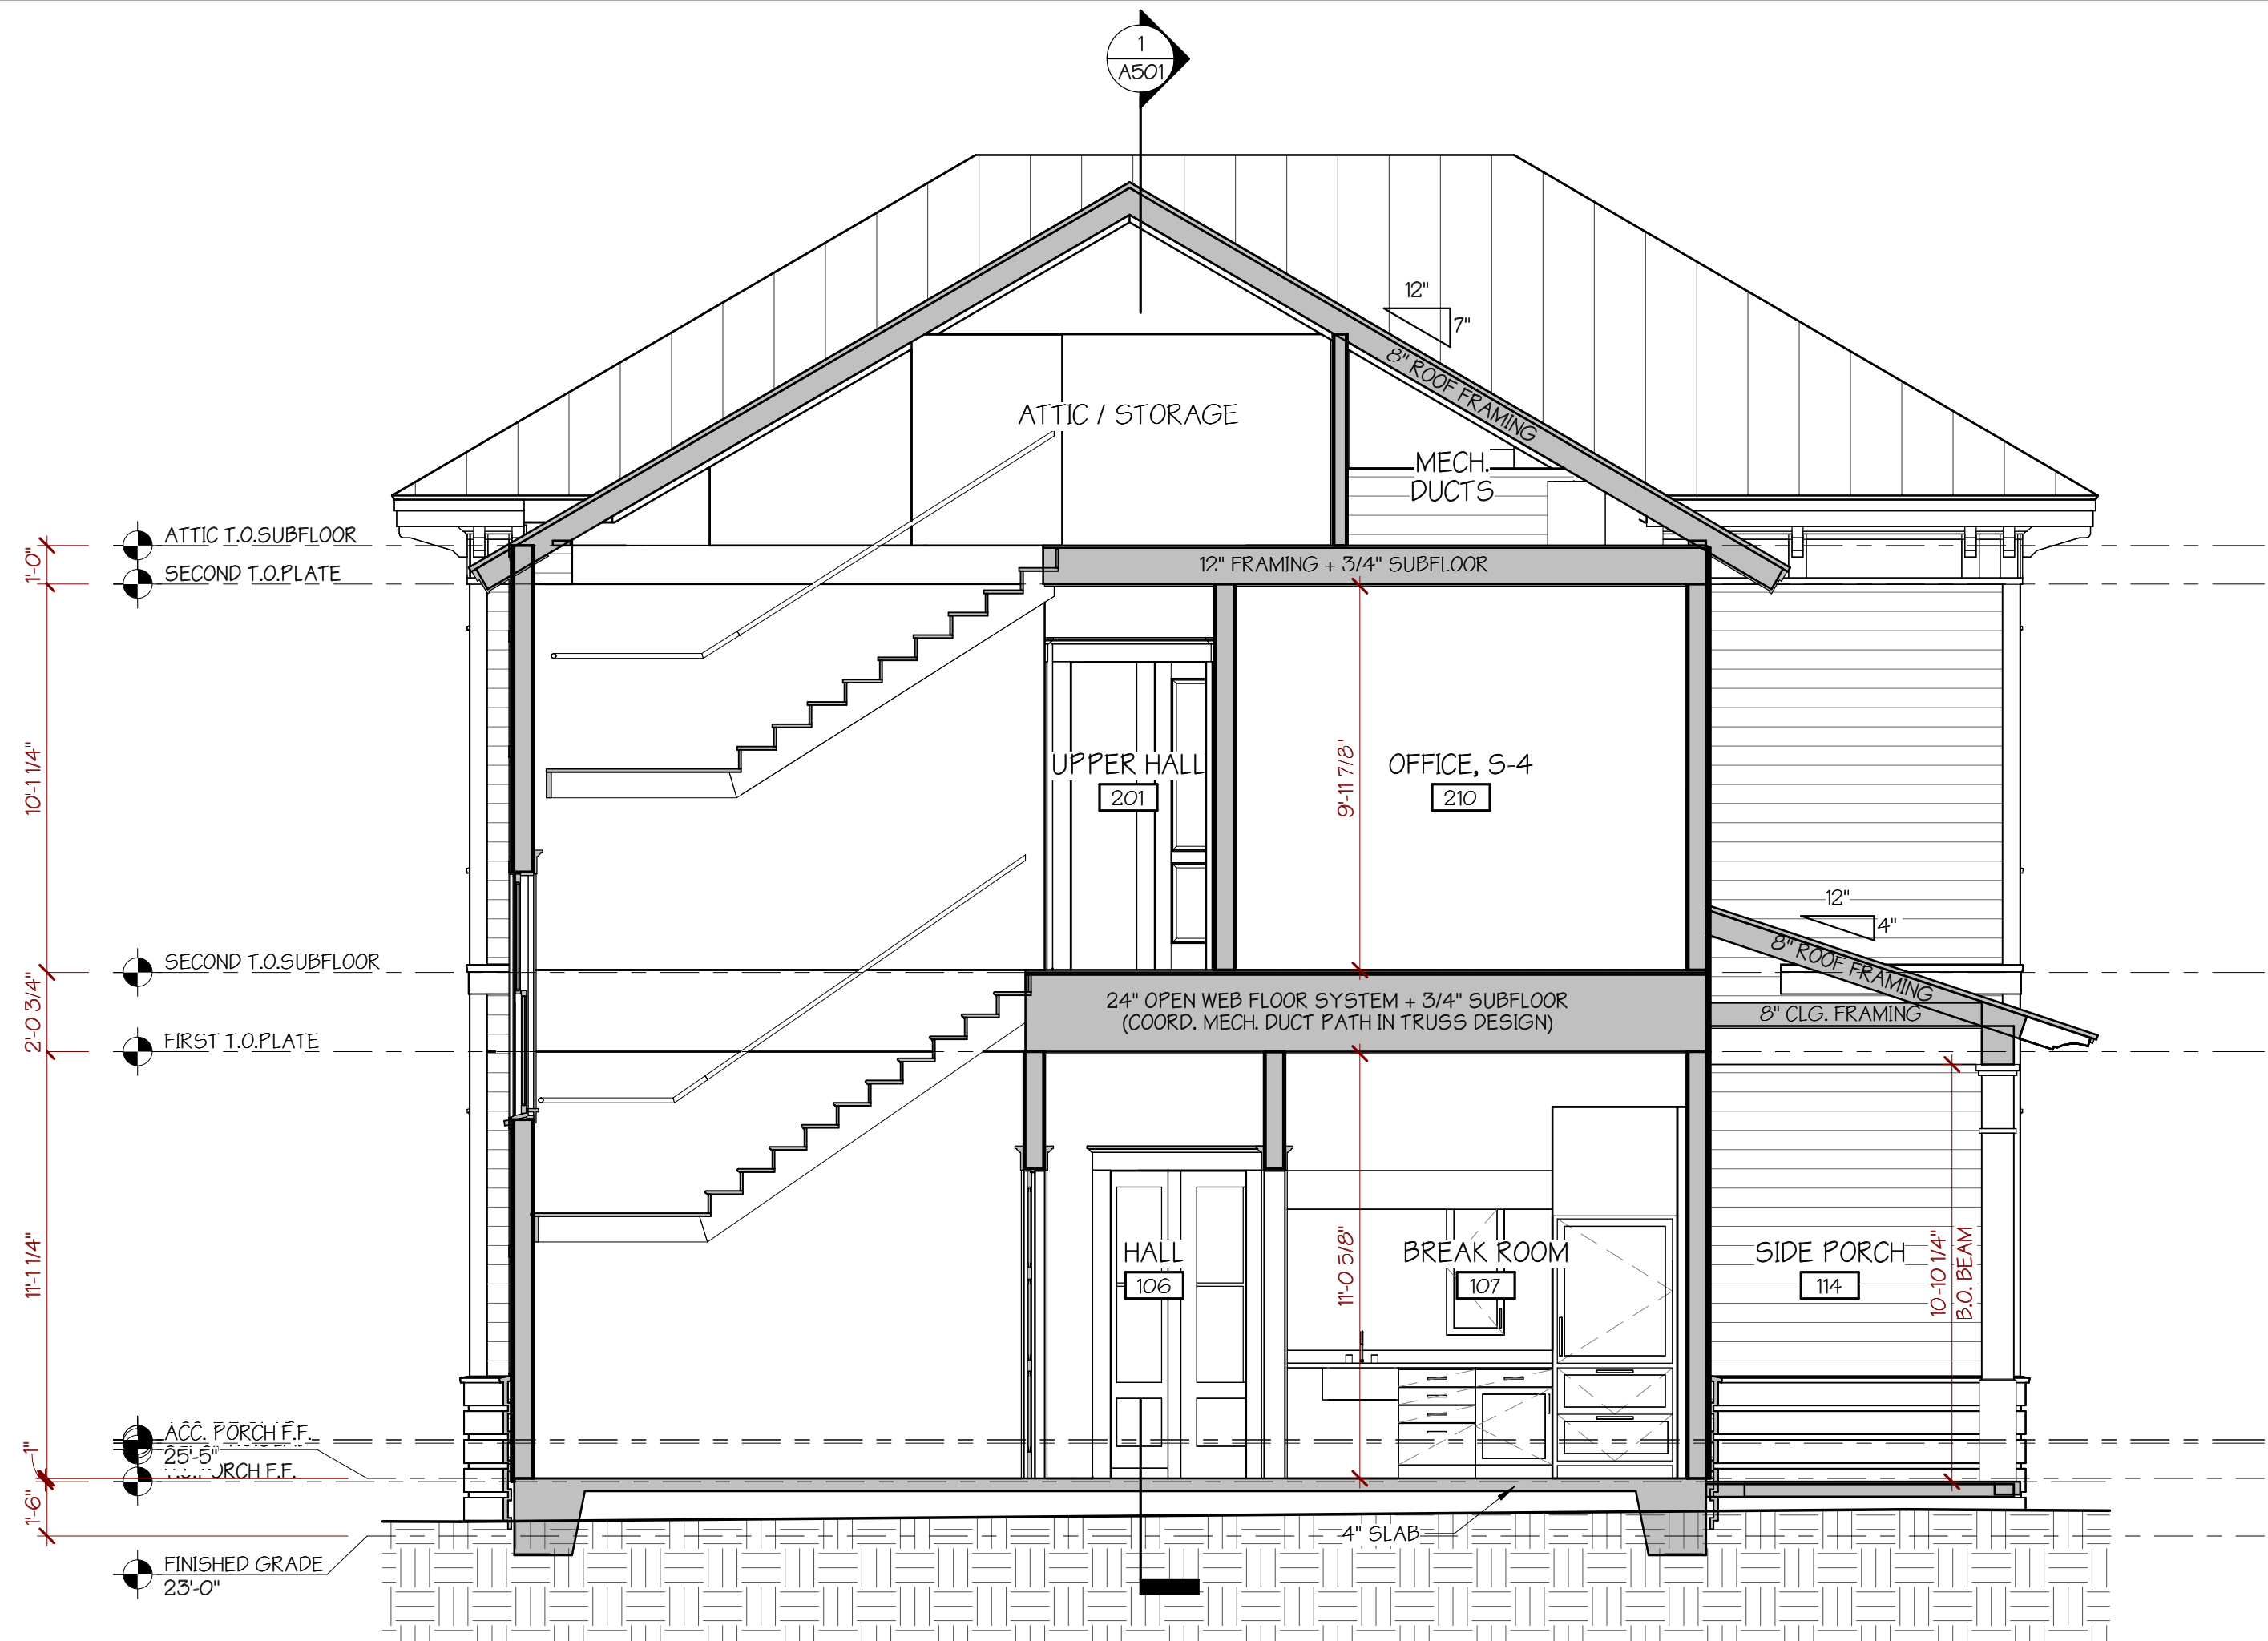 1
A501
12"
7"
8" ROOF FRAMING
ATTIC / STORAGE
MECH.
DUCTS
ATTIC T.O.SUBFLOOR
1'-0"
SECOND T.O.PLATE
12" FRAMING + 3/4" SUBFLOOR
10'-1 1/4"
UPPER HALL
201
9'-11 7/8"
OFFICE, S-4
210
12"
4"
8" ROOF FRAMING
SECOND T.O.SUBFLOOR
2'-0 3/4"
24" OPEN WEB FLOOR SYSTEM + 3/4" SUBFLOOR
(COORD. MECH. DUCT PATH IN TRUSS DESIGN)
8" CLG. FRAMING
FIRST T.O.PLATE
11'-1 1/4"
HALL
106
11'-0 5/8"
BREAK ROOM
107
SIDE PORCH
114
10'-10 1/4"
B.O. BEAM
ACC. PORCH F.F.
25'-5"
PORCH F.F.
1"
1'-6"
4" SLAB
FINISHED GRADE
23'-0"